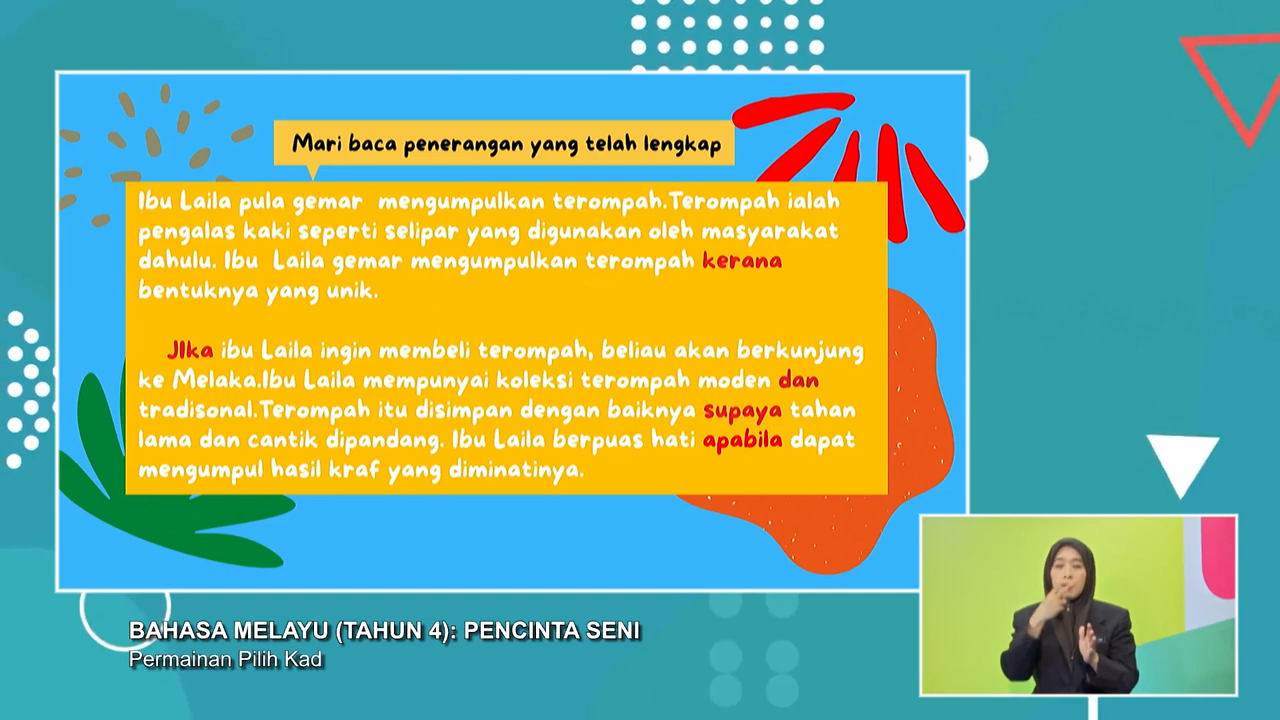 Mari baca penerangan yang telah lengkap
Ibu Laila pula gemar  mengumpulkan terompah.Terompah ialah
pengalas kaki seperti selipar yang digunakan oleh masyarakat
dahulu. Ibu  Laila gemar mengumpulkan terompah kerana
bentuknya yang unik.
JIka ibu Laila ingin membeli terompah, beliau akan berkunjung
ke Melaka.Ibu Laila mempunyai koleksi terompah moden dan
tradisonal.Terompah itu disimpan dengan baiknya supaya tahan
lama dan cantik dipandang. Ibu Laila berpuas hati apabila dapat
mengumpul hasil kraf yang diminatinya.
BAHASA MELAYU (TAHUN 4): PENCINTA SENI
Permainan Pilih Kad